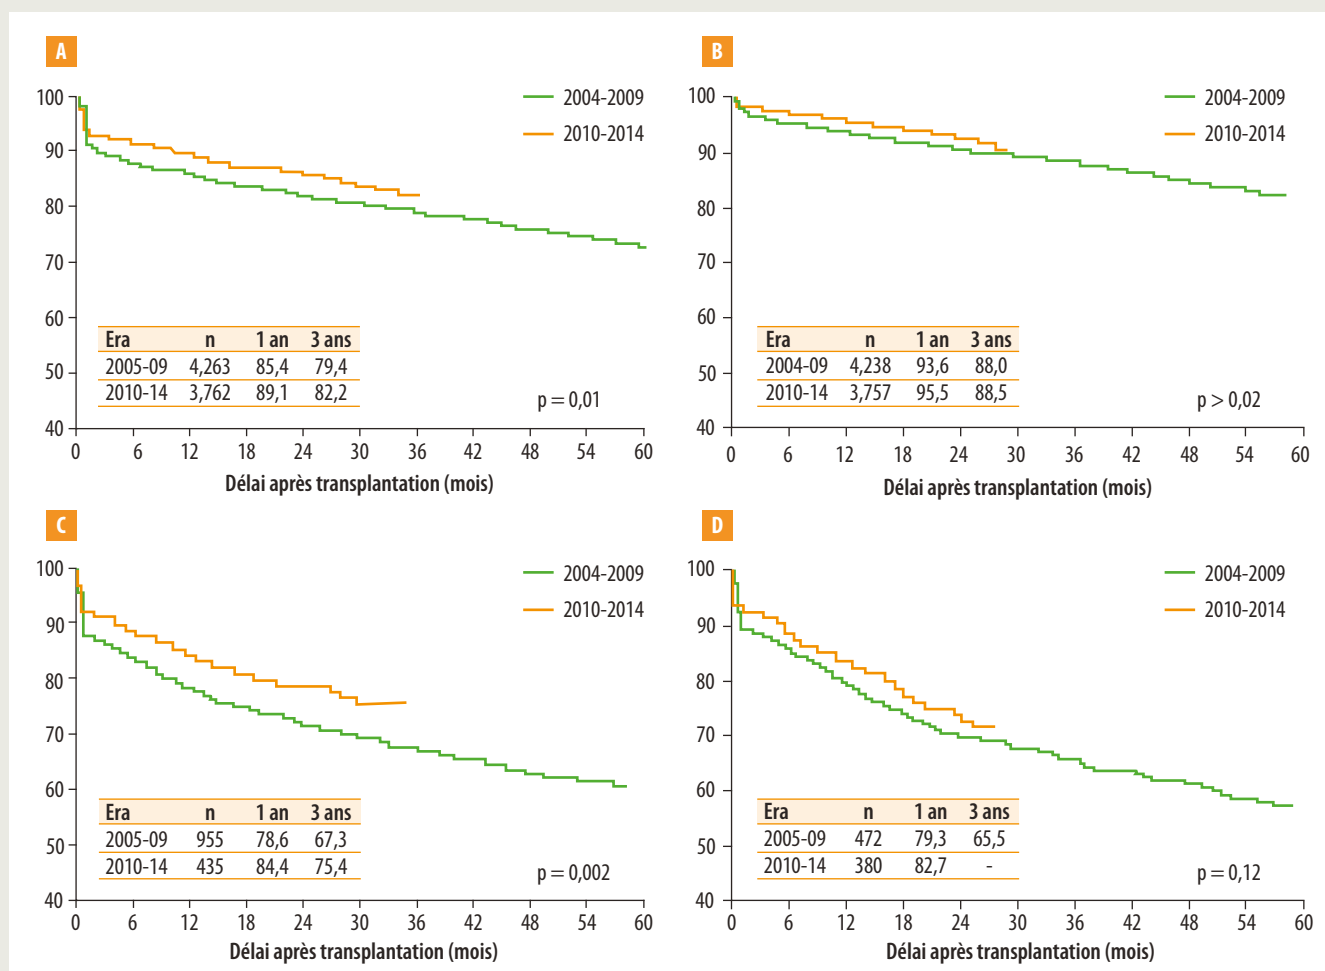 A
100
90
80
70
60
50
40
2004-2009
2010-2014
Era n 1 an 3 ans
2005-09 4,263 85,4 79,4
2010-14 3,762 89,1 82,2
p = 0,01
0 6 12 18 24 30 36 42 48 54 60
Délai après transplantation (mois)
B
100
90
80
70
60
50
40
2004-2009
2010-2014
Era n 1 an 3 ans
2004-09 4,238 93,6 88,0
2010-14 3,757 95,5 88,5
p > 0,02
0 6 12 18 24 30 36 42 48 54 60
Délai après transplantation (mois)
C
100
90
80
70
60
50
40
2004-2009
2010-2014
Era n 1 an 3 ans
2005-09 955 78,6 67,3
2010-14 435 84,4 75,4
p = 0,002
0 6 12 18 24 30 36 42 48 54 60
Délai après transplantation (mois)
D
100
90
80
70
60
50
40
2004-2009
2010-2014
Era n 1 an 3 ans
2005-09 472 79,3 65,5
2010-14 380 82,7 -
p = 0,12
0 6 12 18 24 30 36 42 48 54 60
Délai après transplantation (mois)